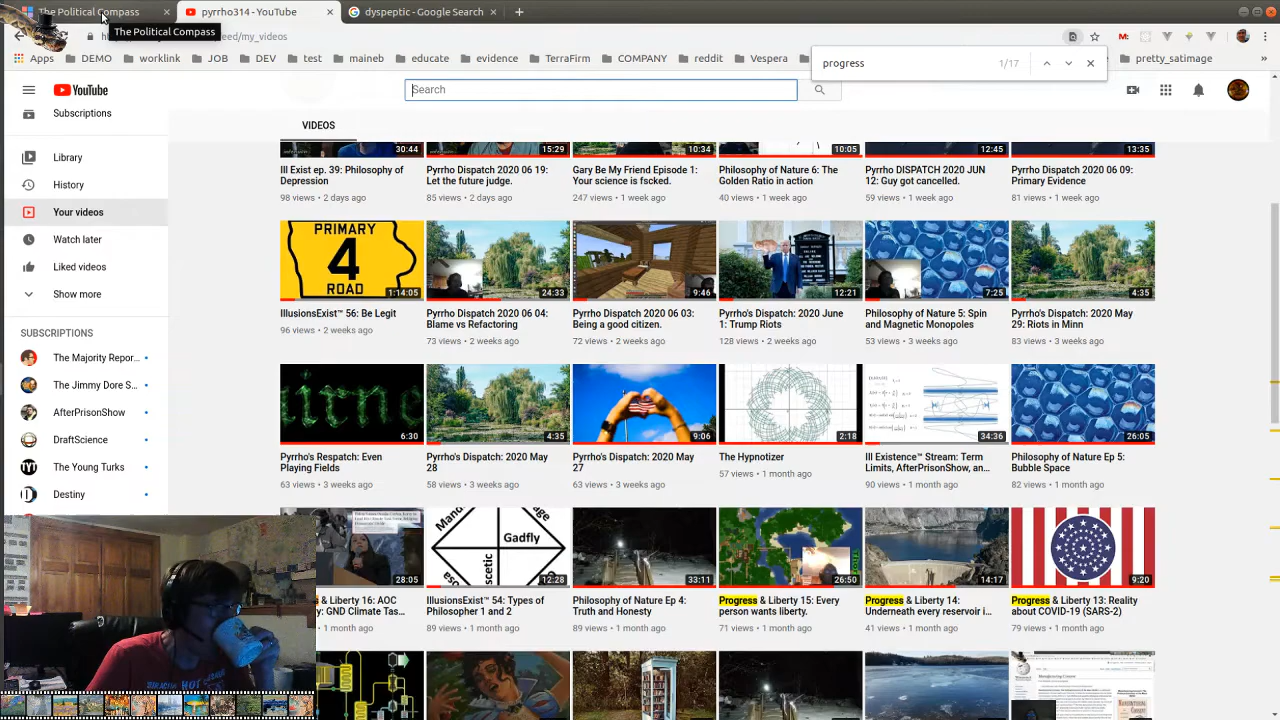 The Political Compass
pyrrho314 - YouTube
dyspeptic - Google Search
The Political Compass
eed/my_videos
Apps
DEMO
worklink
JOB
DEV
test
maineb
educate
evidence
TerraFirm
COMPANY
reddit
Vespera
pretty_satimage
progress 1/17
YouTube
Search
Subscriptions
Library
History
Your videos
Watch later
Liked videos
Show more
SUBSCRIPTIONS
The Majority Repor...
The Jimmy Dore S...
AfterPrisonShow
DraftScience
The Young Turks
Destiny
VIDEOS
30:44
15:29
10:34
10:05
12:45
13:35
Ill Exist ep. 39: Philosophy of
Depression
98 views • 2 days ago
Pyrrho Dispatch 2020 06 19:
Let the future judge.
85 views • 2 days ago
Gary Be My Friend Episode 1:
Your science is fscked.
247 views • 1 week ago
Philosophy of Nature 6: The
Golden Ratio in action
40 views • 1 week ago
Pyrrho DISPATCH 2020 JUN
12: Guy got cancelled.
59 views • 1 week ago
Pyrrho Dispatch 2020 06 09:
Primary Evidence
81 views • 1 week ago
PRIMARY
4
ROAD
1:14:05
24:33
9:46
12:21
7:25
4:35
IllusionsExist™ 56: Be Legit
96 views • 2 weeks ago
Pyrrho Dispatch 2020 06 04:
Blame vs Refactoring
73 views • 2 weeks ago
Pyrrho Dispatch 2020 06 03:
Being a good citizen.
72 views • 2 weeks ago
Pyrrho's Dispatch: 2020 June
1: Trump Riots
128 views • 2 weeks ago
Philosophy of Nature 5: Spin
and Magnetic Monopoles
53 views • 3 weeks ago
Pyrrho's Dispatch: 2020 May
29: Riots in Minn
83 views • 3 weeks ago
6:30
4:35
9:06
2:18
34:36
26:05
Pyrrho's Respatch: Even
Playing Fields
63 views • 3 weeks ago
Pyrrho's Dispatch: 2020 May
28
58 views • 3 weeks ago
Pyrrho's Dispatch: 2020 May
27
63 views • 3 weeks ago
The Hypnotizer
57 views • 1 month ago
Ill Existence™ Stream: Term
Limits, AfterPrisonShow, an...
90 views • 1 month ago
Philosophy of Nature Ep 5:
Bubble Space
82 views • 1 month ago
Gadfly
28:05
12:28
33:11
26:50
14:17
9:20
s & Liberty 16: AOC
y: GND Climate Tas...
• 1 month ago
IllusionsExist™ 54: Types of
Philosopher 1 and 2
89 views • 1 month ago
Philosophy of Nature Ep 4:
Truth and Honesty
89 views • 1 month ago
Progress & Liberty 15: Every
person wants liberty.
71 views • 1 month ago
Progress & Liberty 14:
Underneath every reservoir i...
41 views • 1 month ago
Progress & Liberty 13: Reality
about COVID-19 (SARS-2)
79 views • 1 month ago